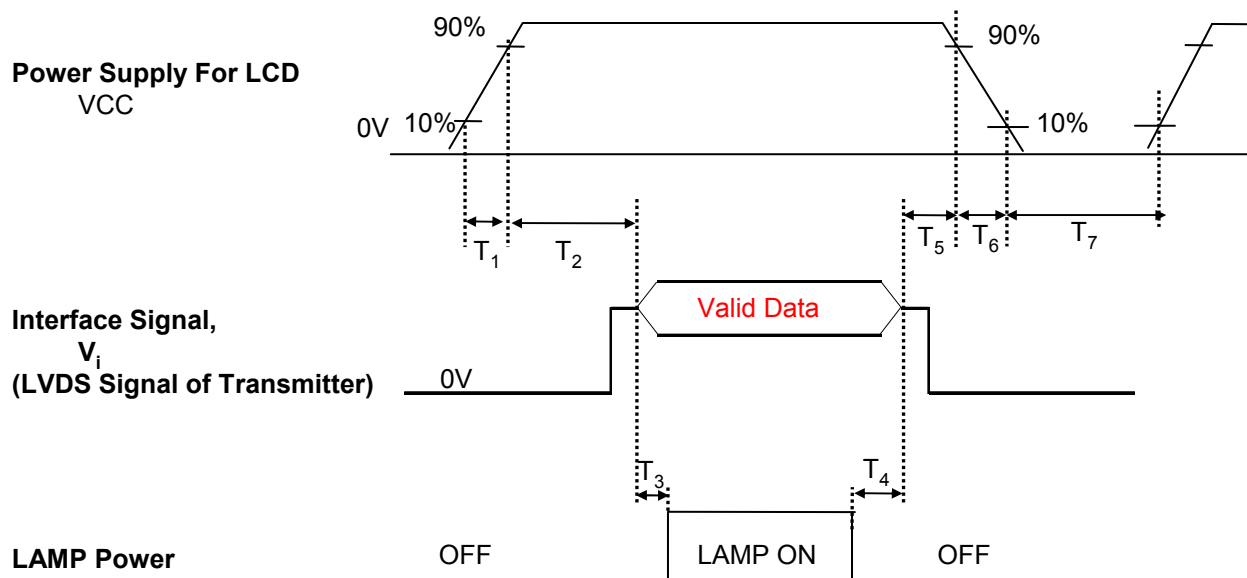 90%
90%
Power Supply For LCD
VCC
0V
10%
10%
T1
T2
T5
T6
T7
Valid Data
Interface Signal,
Vi
(LVDS Signal of Transmitter)
0V
T3
T4
LAMP Power
OFF
LAMP ON
OFF